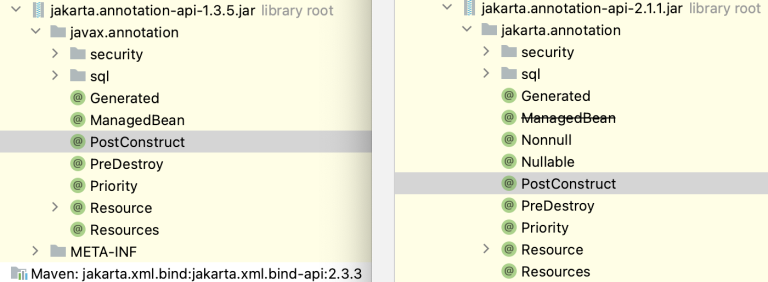 jakarta.annotation-api-1.3.5.jar library root
javax.annotation
security
sql
Generated
ManagedBean
PostConstruct
PreDestroy
Priority
Resource
Resources
META-INF
Maven: jakarta.xml.bind:jakarta.xml.bind-api:2.3.3
jakarta.annotation-api-2.1.1.jar library root
jakarta.annotation
security
sql
Generated
ManagedBean
Nonnull
Nullable
PostConstruct
PreDestroy
Priority
Resource
Resources